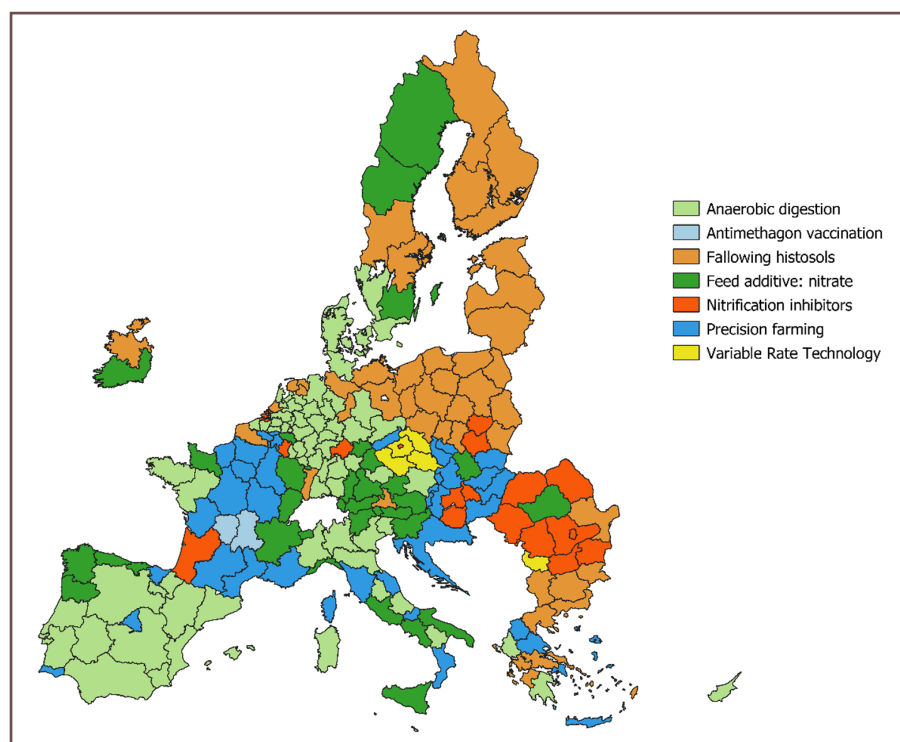 Anaerobic digestion
Antimethagon vaccination
Fallowing histosols
Feed additive: nitrate
Nitrification inhibitors
Precision farming
Variable Rate Technology